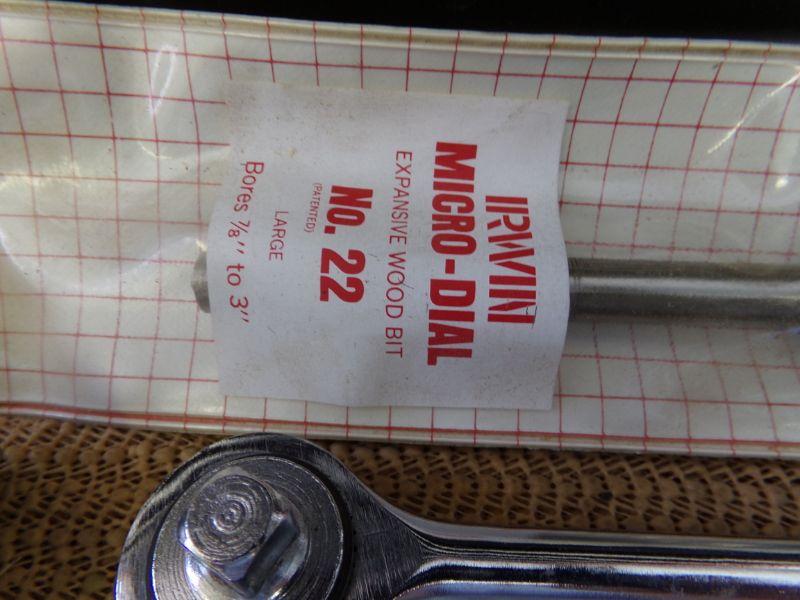 IRWIN
MICRO-DIAL
EXPANSIVE WOOD BIT
No. 22
(PATENTED)
LARGE
Bores 7/8" to 3"